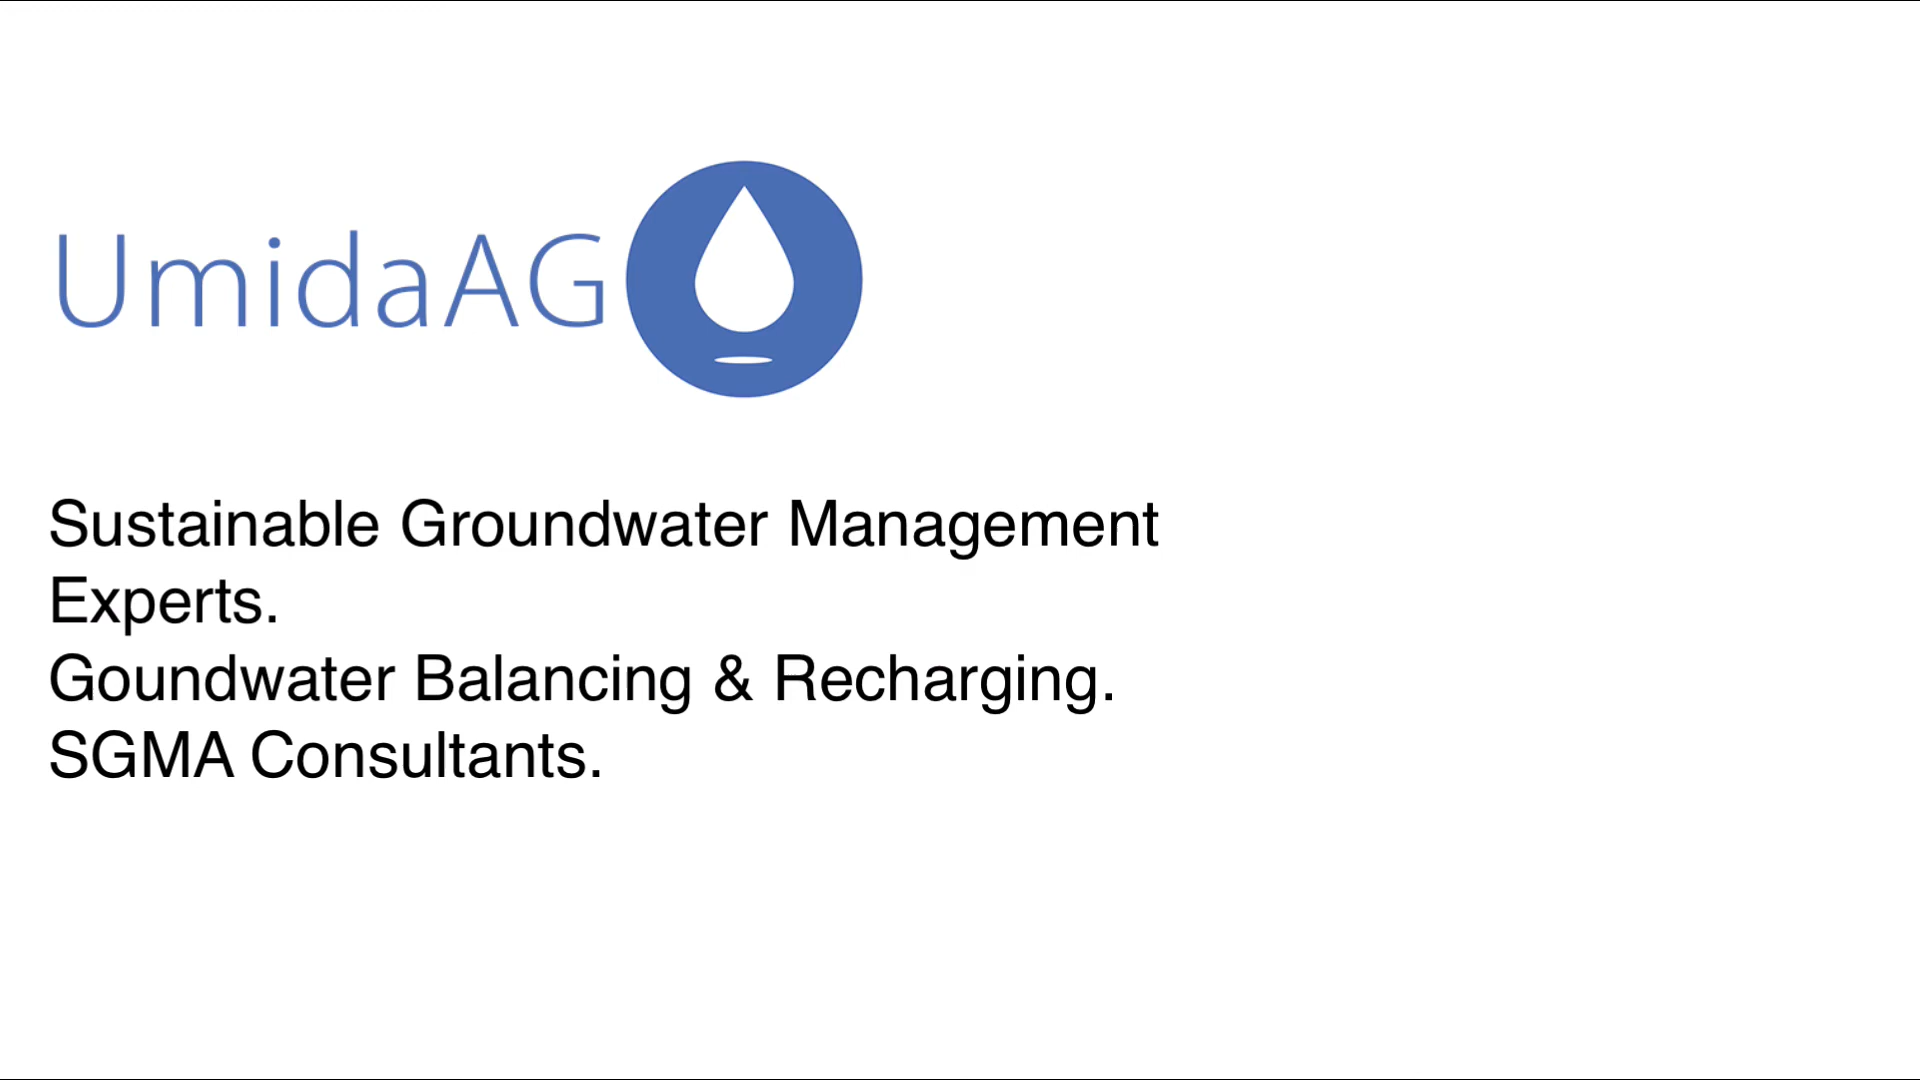 UmidaAG
Sustainable Groundwater Management
Experts.
Goundwater Balancing & Recharging.
SGMA Consultants.